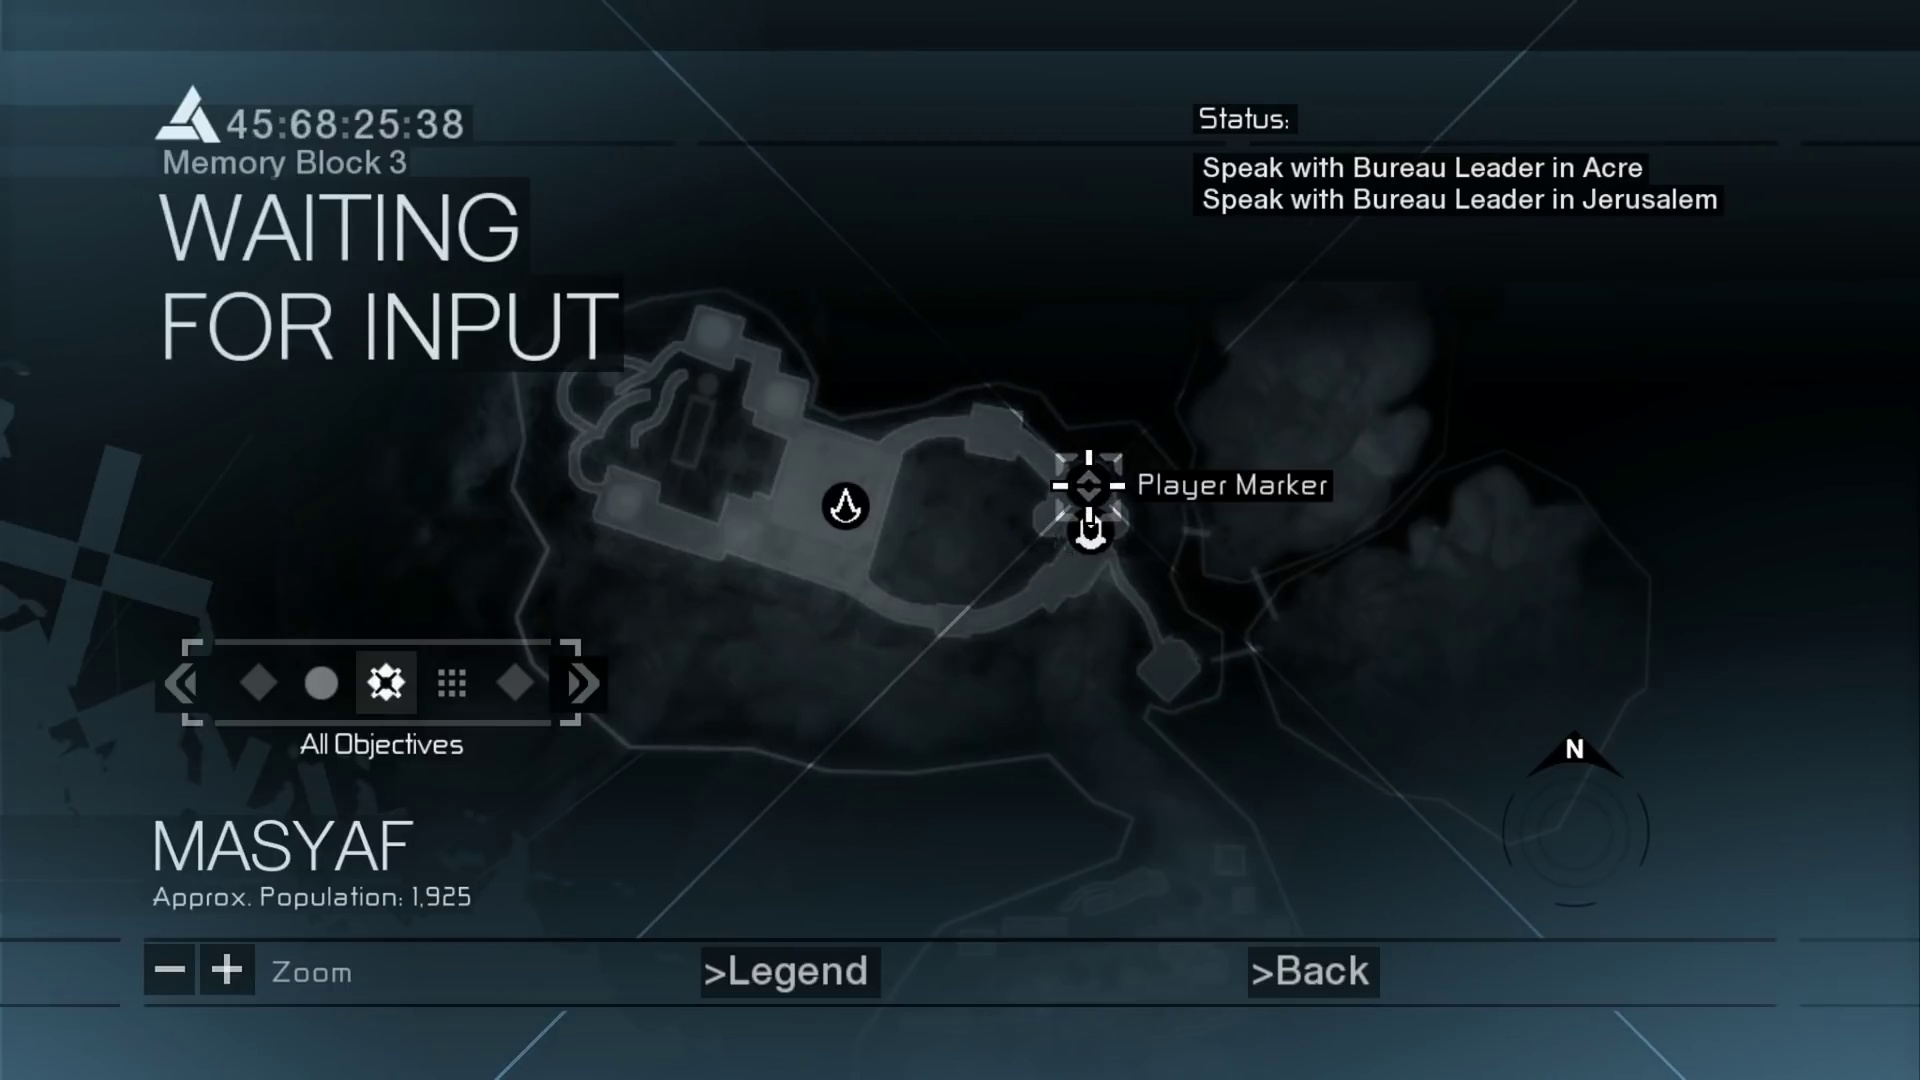 45:68:25:38
Memory Block 3
WAITING
FOR INPUT
Status:
Speak with Bureau Leader in Acre
Speak with Bureau Leader in Jerusalem
Player Marker
All Objectives
N
MASYAF
Approx. Population: 1,925
Zoom
>Legend
>Back